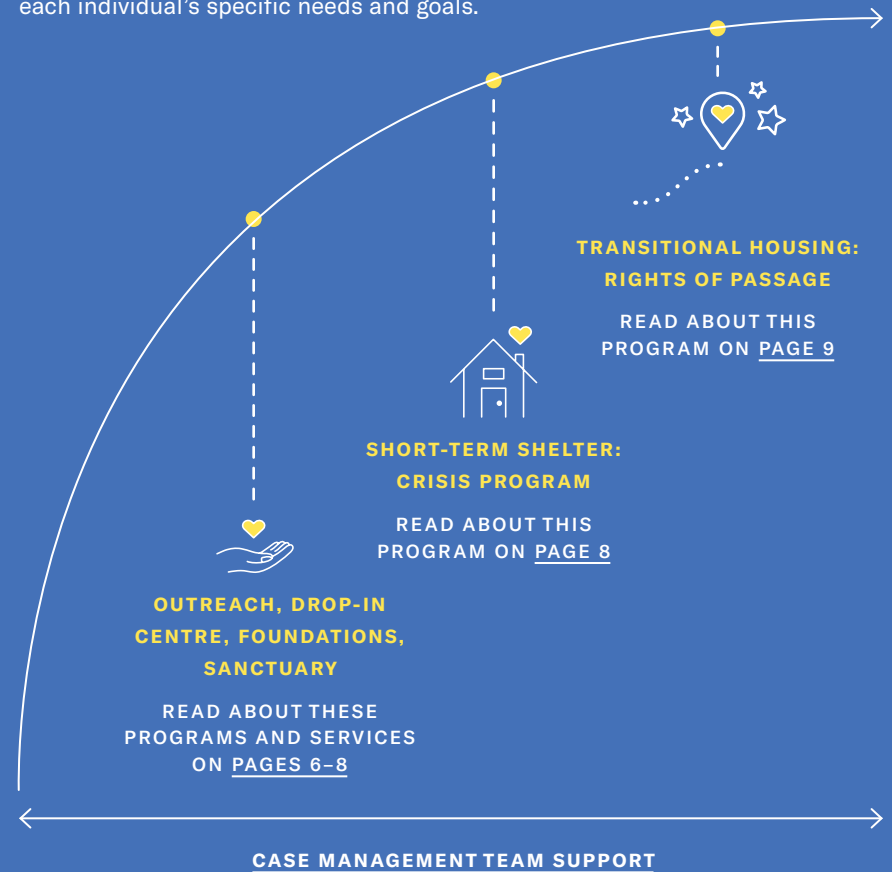 each individual's specific needs and goals.
TRANSITIONAL HOUSING:
RIGHTS OF PASSAGE
READ ABOUT THIS
PROGRAM ON PAGE 9
SHORT-TERM SHELTER:
CRISIS PROGRAM
READ ABOUT THIS
PROGRAM ON PAGE 8
OUTREACH, DROP-IN
CENTRE, FOUNDATIONS,
SANCTUARY
READ ABOUT THESE
PROGRAMS AND SERVICES
ON PAGES 6–8
CASE MANAGEMENT TEAM SUPPORT